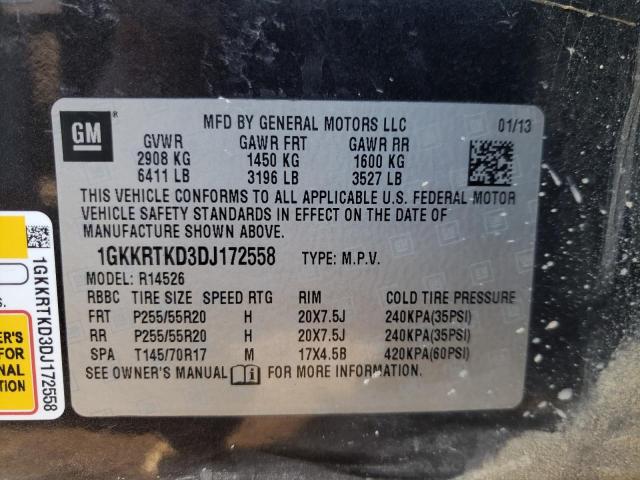 GM ®
MFD BY GENERAL MOTORS LLC 01/13
GVWR GAWR FRT GAWR RR
2908 KG 1450 KG 1600 KG
6411 LB 3196 LB 3527 LB
THIS VEHICLE CONFORMS TO ALL APPLICABLE U.S. FEDERAL MOTOR
VEHICLE SAFETY STANDARDS IN EFFECT ON THE DATE OF
MANUFACTURE SHOWN ABOVE.
1GKKRTKD3DJ172558 TYPE: M.P.V.
MODEL: R14526
RBBC TIRE SIZE SPEED RTG RIM COLD TIRE PRESSURE
FRT P255/55R20 H 20X7.5J 240KPA(35PSI)
RR P255/55R20 H 20X7.5J 240KPA(35PSI)
SPA T145/70R17 M 17X4.5B 420KPA(60PSI)
SEE OWNER'S MANUAL FOR MORE INFORMATION.
1GKKRTKD3DJ172558
FOR
ONAL